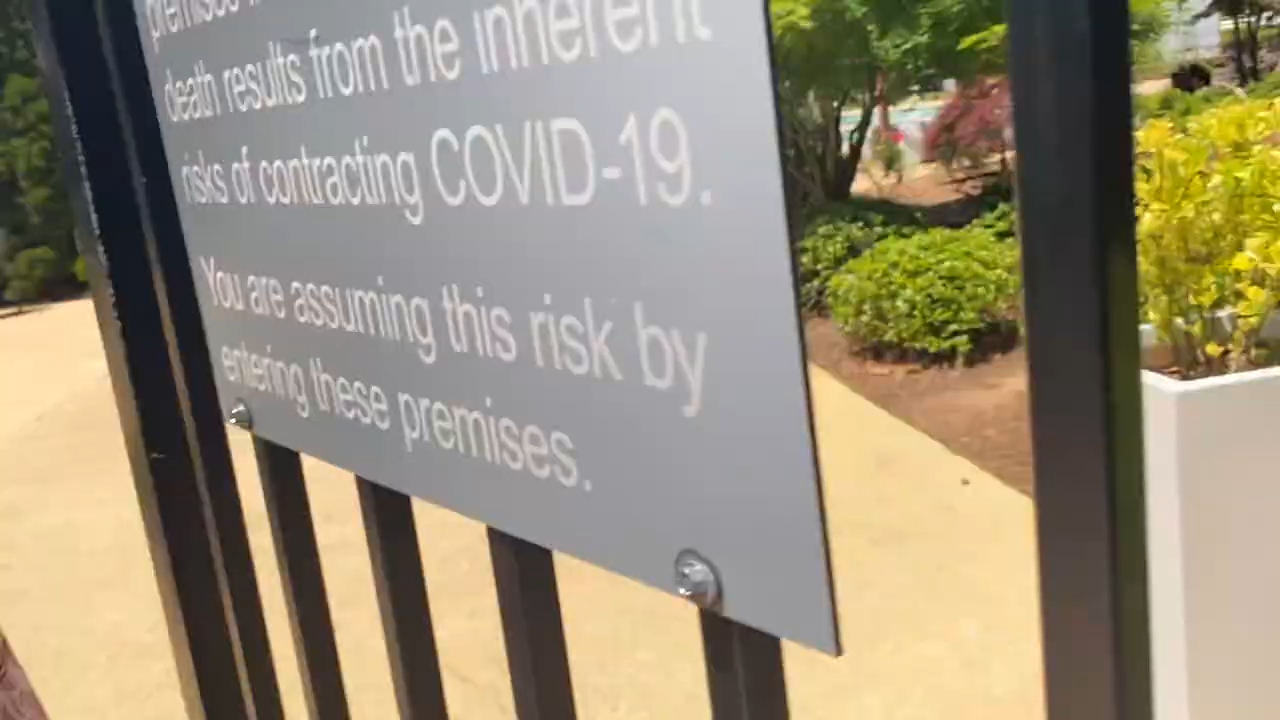 premises
death results from the inherent
risks of contracting COVID-19.
You are assuming this risk by
entering these premises.